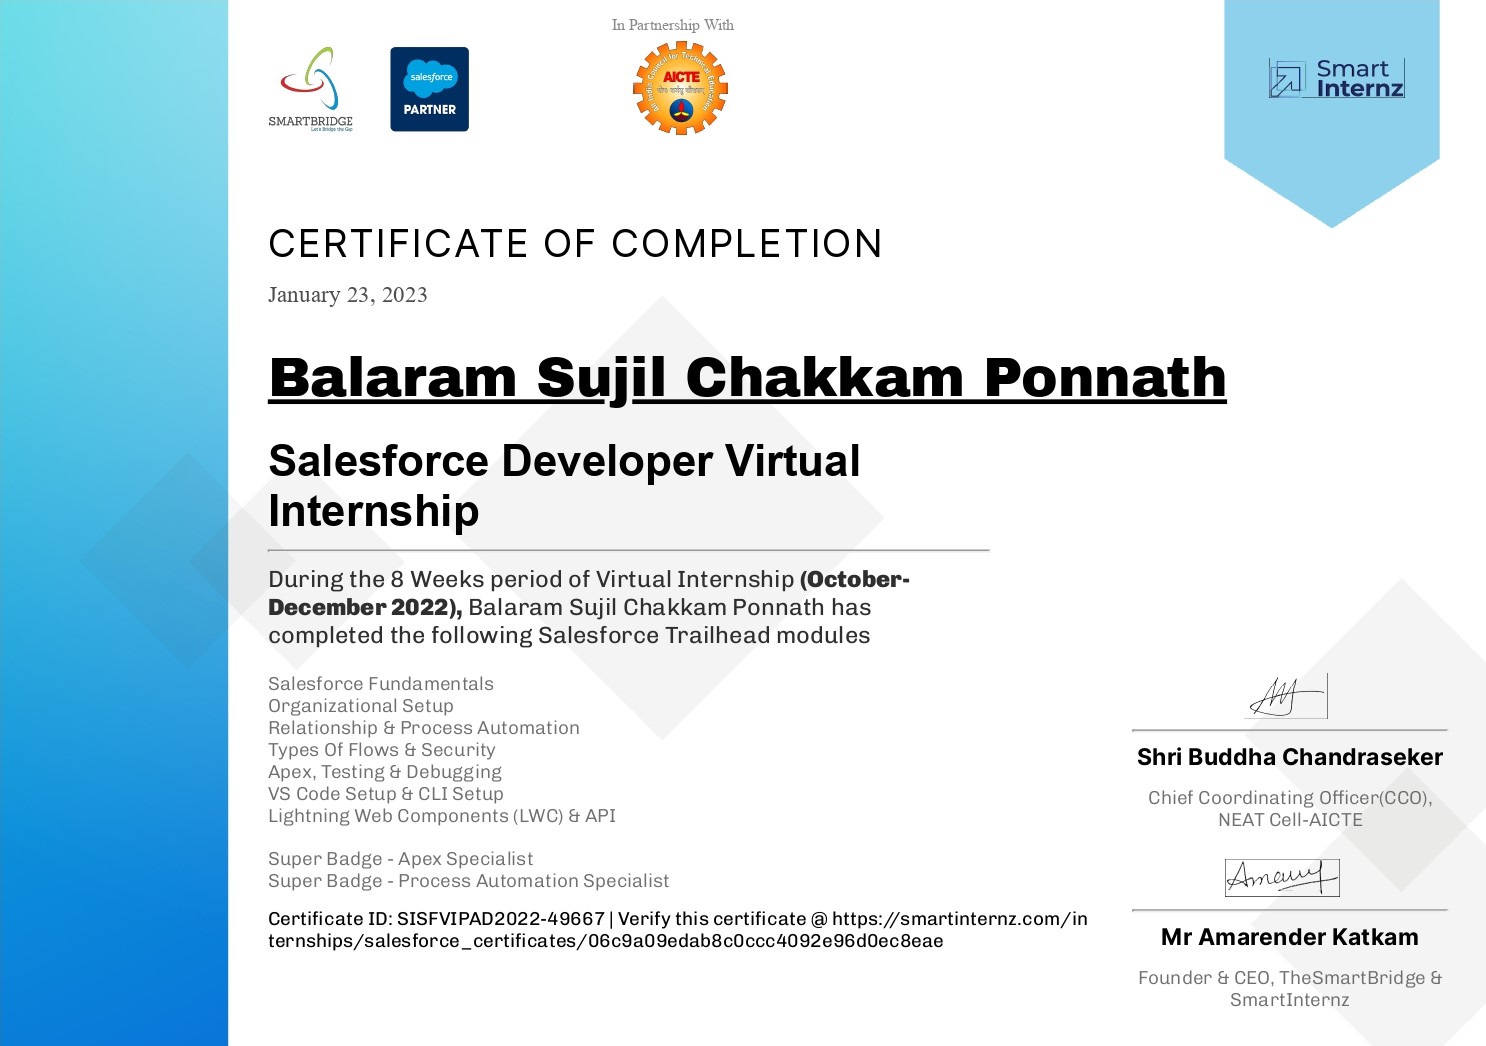 In Partnership With
SMARTBRIDGE
Let's Bridge the Gap
salesforce
PARTNER
All India Council for Technical Education
AICTE
Smart
Internz
CERTIFICATE OF COMPLETION
January 23, 2023
Balaram Sujil Chakkam Ponnath
Salesforce Developer Virtual
Internship
During the 8 Weeks period of Virtual Internship (October-
December 2022), Balaram Sujil Chakkam Ponnath has
completed the following Salesforce Trailhead modules
Salesforce Fundamentals
Organizational Setup
Relationship & Process Automation
Types Of Flows & Security
Apex, Testing & Debugging
VS Code Setup & CLI Setup
Lightning Web Components (LWC) & API
Super Badge - Apex Specialist
Super Badge - Process Automation Specialist
Certificate ID: SISFVIPAD2022-49667 | Verify this certificate @ https://smartinternz.com/in
ternships/salesforce_certificates/06c9a09edab8c0ccc4092e96d0ec8eae
Shri Buddha Chandraseker
Chief Coordinating Officer(CCO),
NEAT Cell-AICTE
Mr Amarender Katkam
Founder & CEO, TheSmartBridge &
SmartInternz